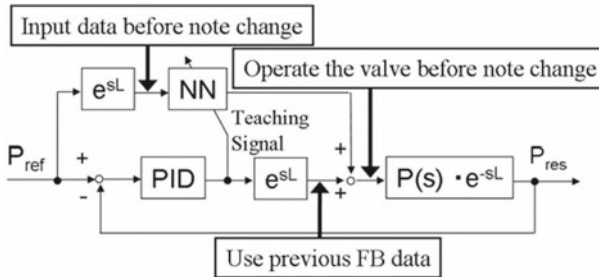 Input data before note change
Operate the valve before note change
e^sL
NN
Teaching
Signal
P_ref
+
-
PID
e^sL
+
+
P(s) ·e^-sL
P_res
Use previous FB data